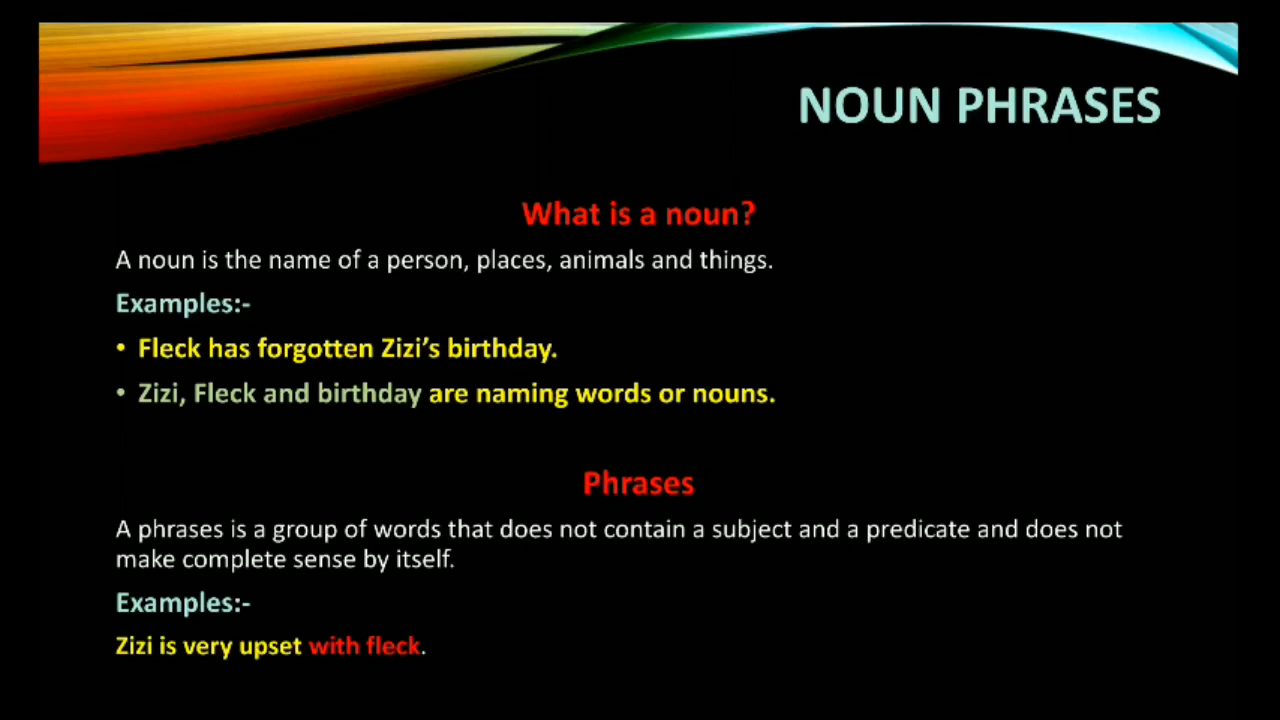 NOUN PHRASES
What is a noun?
A noun is the name of a person, places, animals and things.
Examples:-
• Fleck has forgotten Zizi’s birthday.
• Zizi, Fleck and birthday are naming words or nouns.
Phrases
A phrases is a group of words that does not contain a subject and a predicate and does not
make complete sense by itself.
Examples:-
Zizi is very upset with fleck.